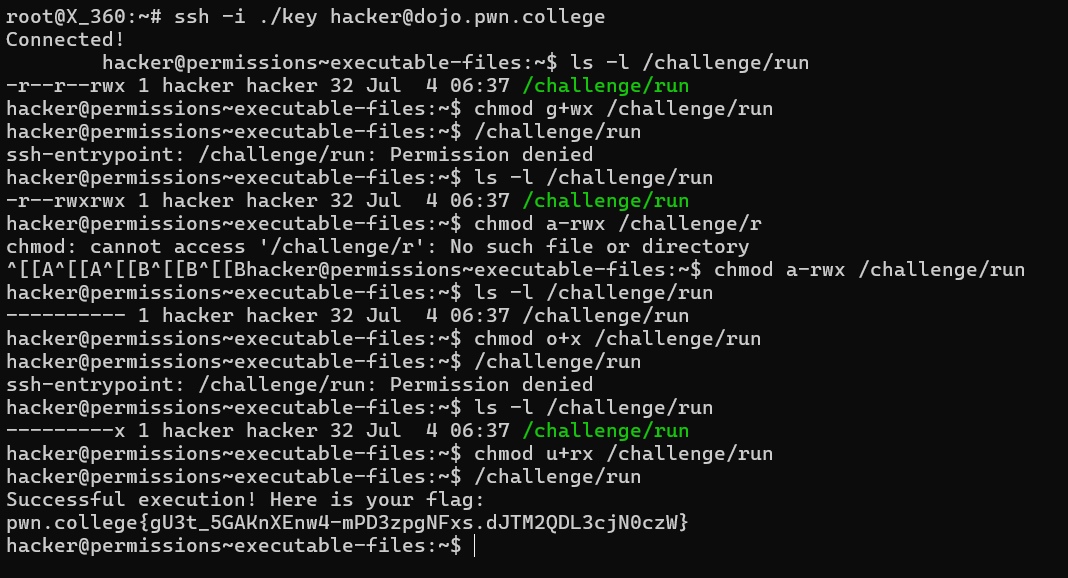 root@X_360:~# ssh -i ./key hacker@dojo.pwn.college
Connected!
hacker@permissions~executable-files:~$ ls -l /challenge/run
-r--r--rwx 1 hacker hacker 32 Jul  4 06:37 /challenge/run
hacker@permissions~executable-files:~$ chmod g+wx /challenge/run
hacker@permissions~executable-files:~$ /challenge/run
ssh-entrypoint: /challenge/run: Permission denied
hacker@permissions~executable-files:~$ ls -l /challenge/run
-r--rwxrwx 1 hacker hacker 32 Jul  4 06:37 /challenge/run
hacker@permissions~executable-files:~$ chmod a-rwx /challenge/r
chmod: cannot access '/challenge/r': No such file or directory
^[[A^[[A^[[B^[[B^[[Bhacker@permissions~executable-files:~$ chmod a-rwx /challenge/run
hacker@permissions~executable-files:~$ ls -l /challenge/run
---------- 1 hacker hacker 32 Jul  4 06:37 /challenge/run
hacker@permissions~executable-files:~$ chmod o+x /challenge/run
hacker@permissions~executable-files:~$ /challenge/run
ssh-entrypoint: /challenge/run: Permission denied
hacker@permissions~executable-files:~$ ls -l /challenge/run
---------x 1 hacker hacker 32 Jul  4 06:37 /challenge/run
hacker@permissions~executable-files:~$ chmod u+rx /challenge/run
hacker@permissions~executable-files:~$ /challenge/run
Successful execution! Here is your flag:
pwn.college{gU3t_5GAKnXEnw4-mPD3zpgNFxs.dJTM2QDL3cjN0czW}
hacker@permissions~executable-files:~$